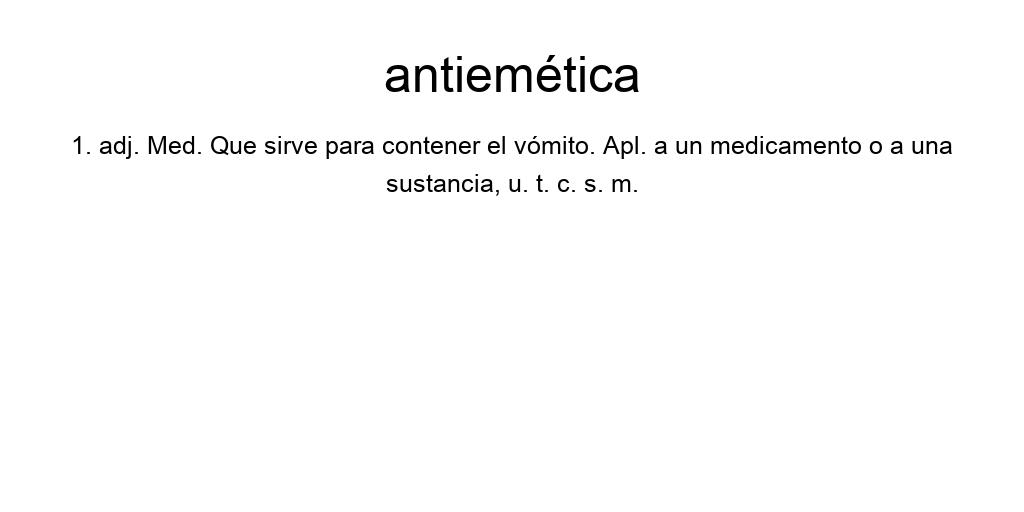 antiemética
1. adj. Med. Que sirve para contener el vómito. Apl. a un medicamento o a una
sustancia, u. t. c. s. m.